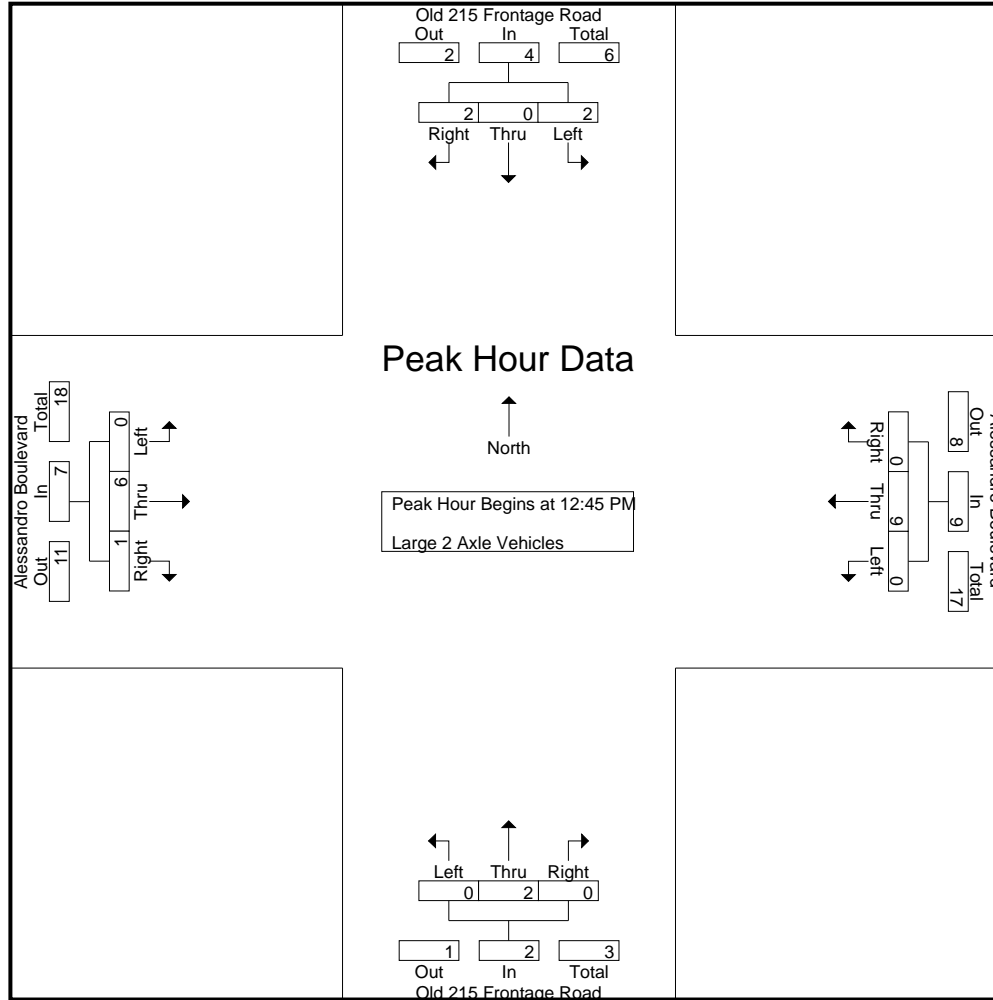 Old 215 Frontage Road
Out In Total
2 4 6
2 0 2
Right Thru Left
Peak Hour Data
North
Peak Hour Begins at 12:45 PM
Large 2 Axle Vehicles
Alessandro Boulevard
Out In Total
11 7 18
0 6 1
Left Thru Right
Right Thru Left
0 9 0
8 9 17
Out In Total
Alessandro Boulevard
Left Thru Right
0 2 0
1 2 3
Out In Total
Old 215 Frontage Road